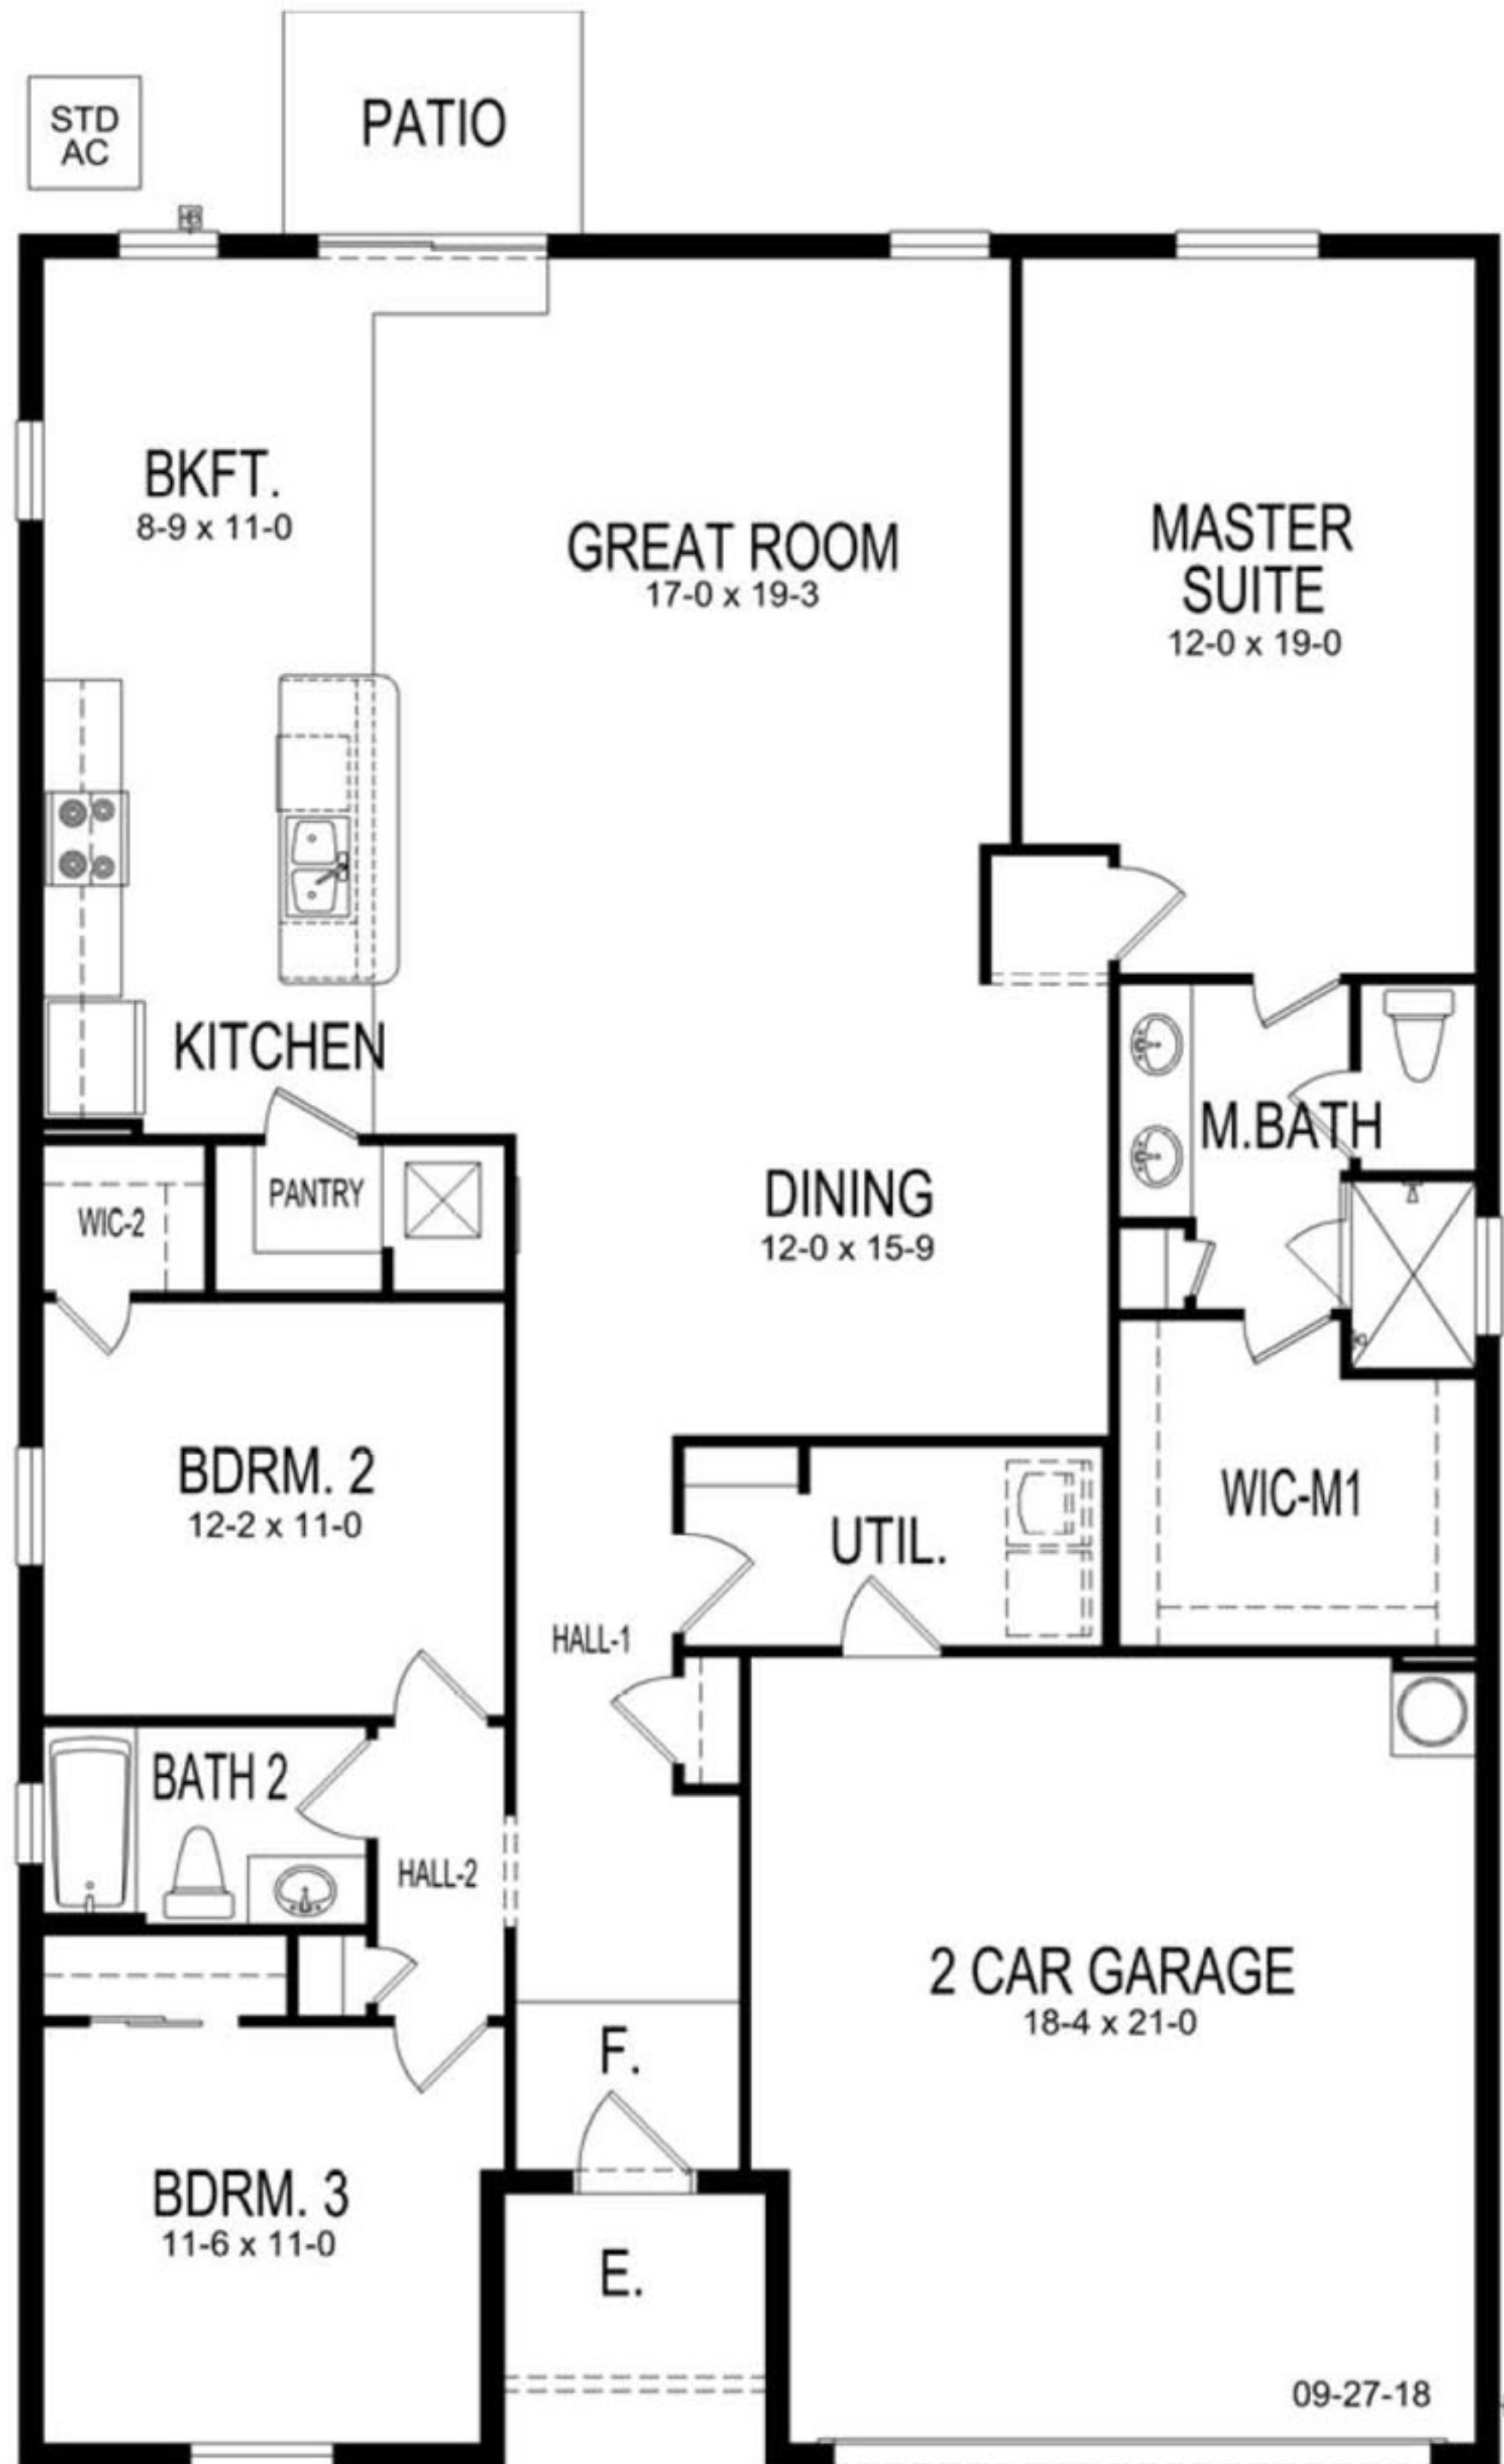 PATIO
STD
AC
HB
BKFT.
8-9 x 11-0
GREAT ROOM
17-0 x 19-3
MASTER
SUITE
12-0 x 19-0
KITCHEN
M.BATH
PANTRY
WIC-2
DINING
12-0 x 15-9
BDRM. 2
12-2 x 11-0
WIC-M1
UTIL.
HALL-1
BATH 2
HALL-2
2 CAR GARAGE
18-4 x 21-0
F.
BDRM. 3
11-6 x 11-0
E.
09-27-18